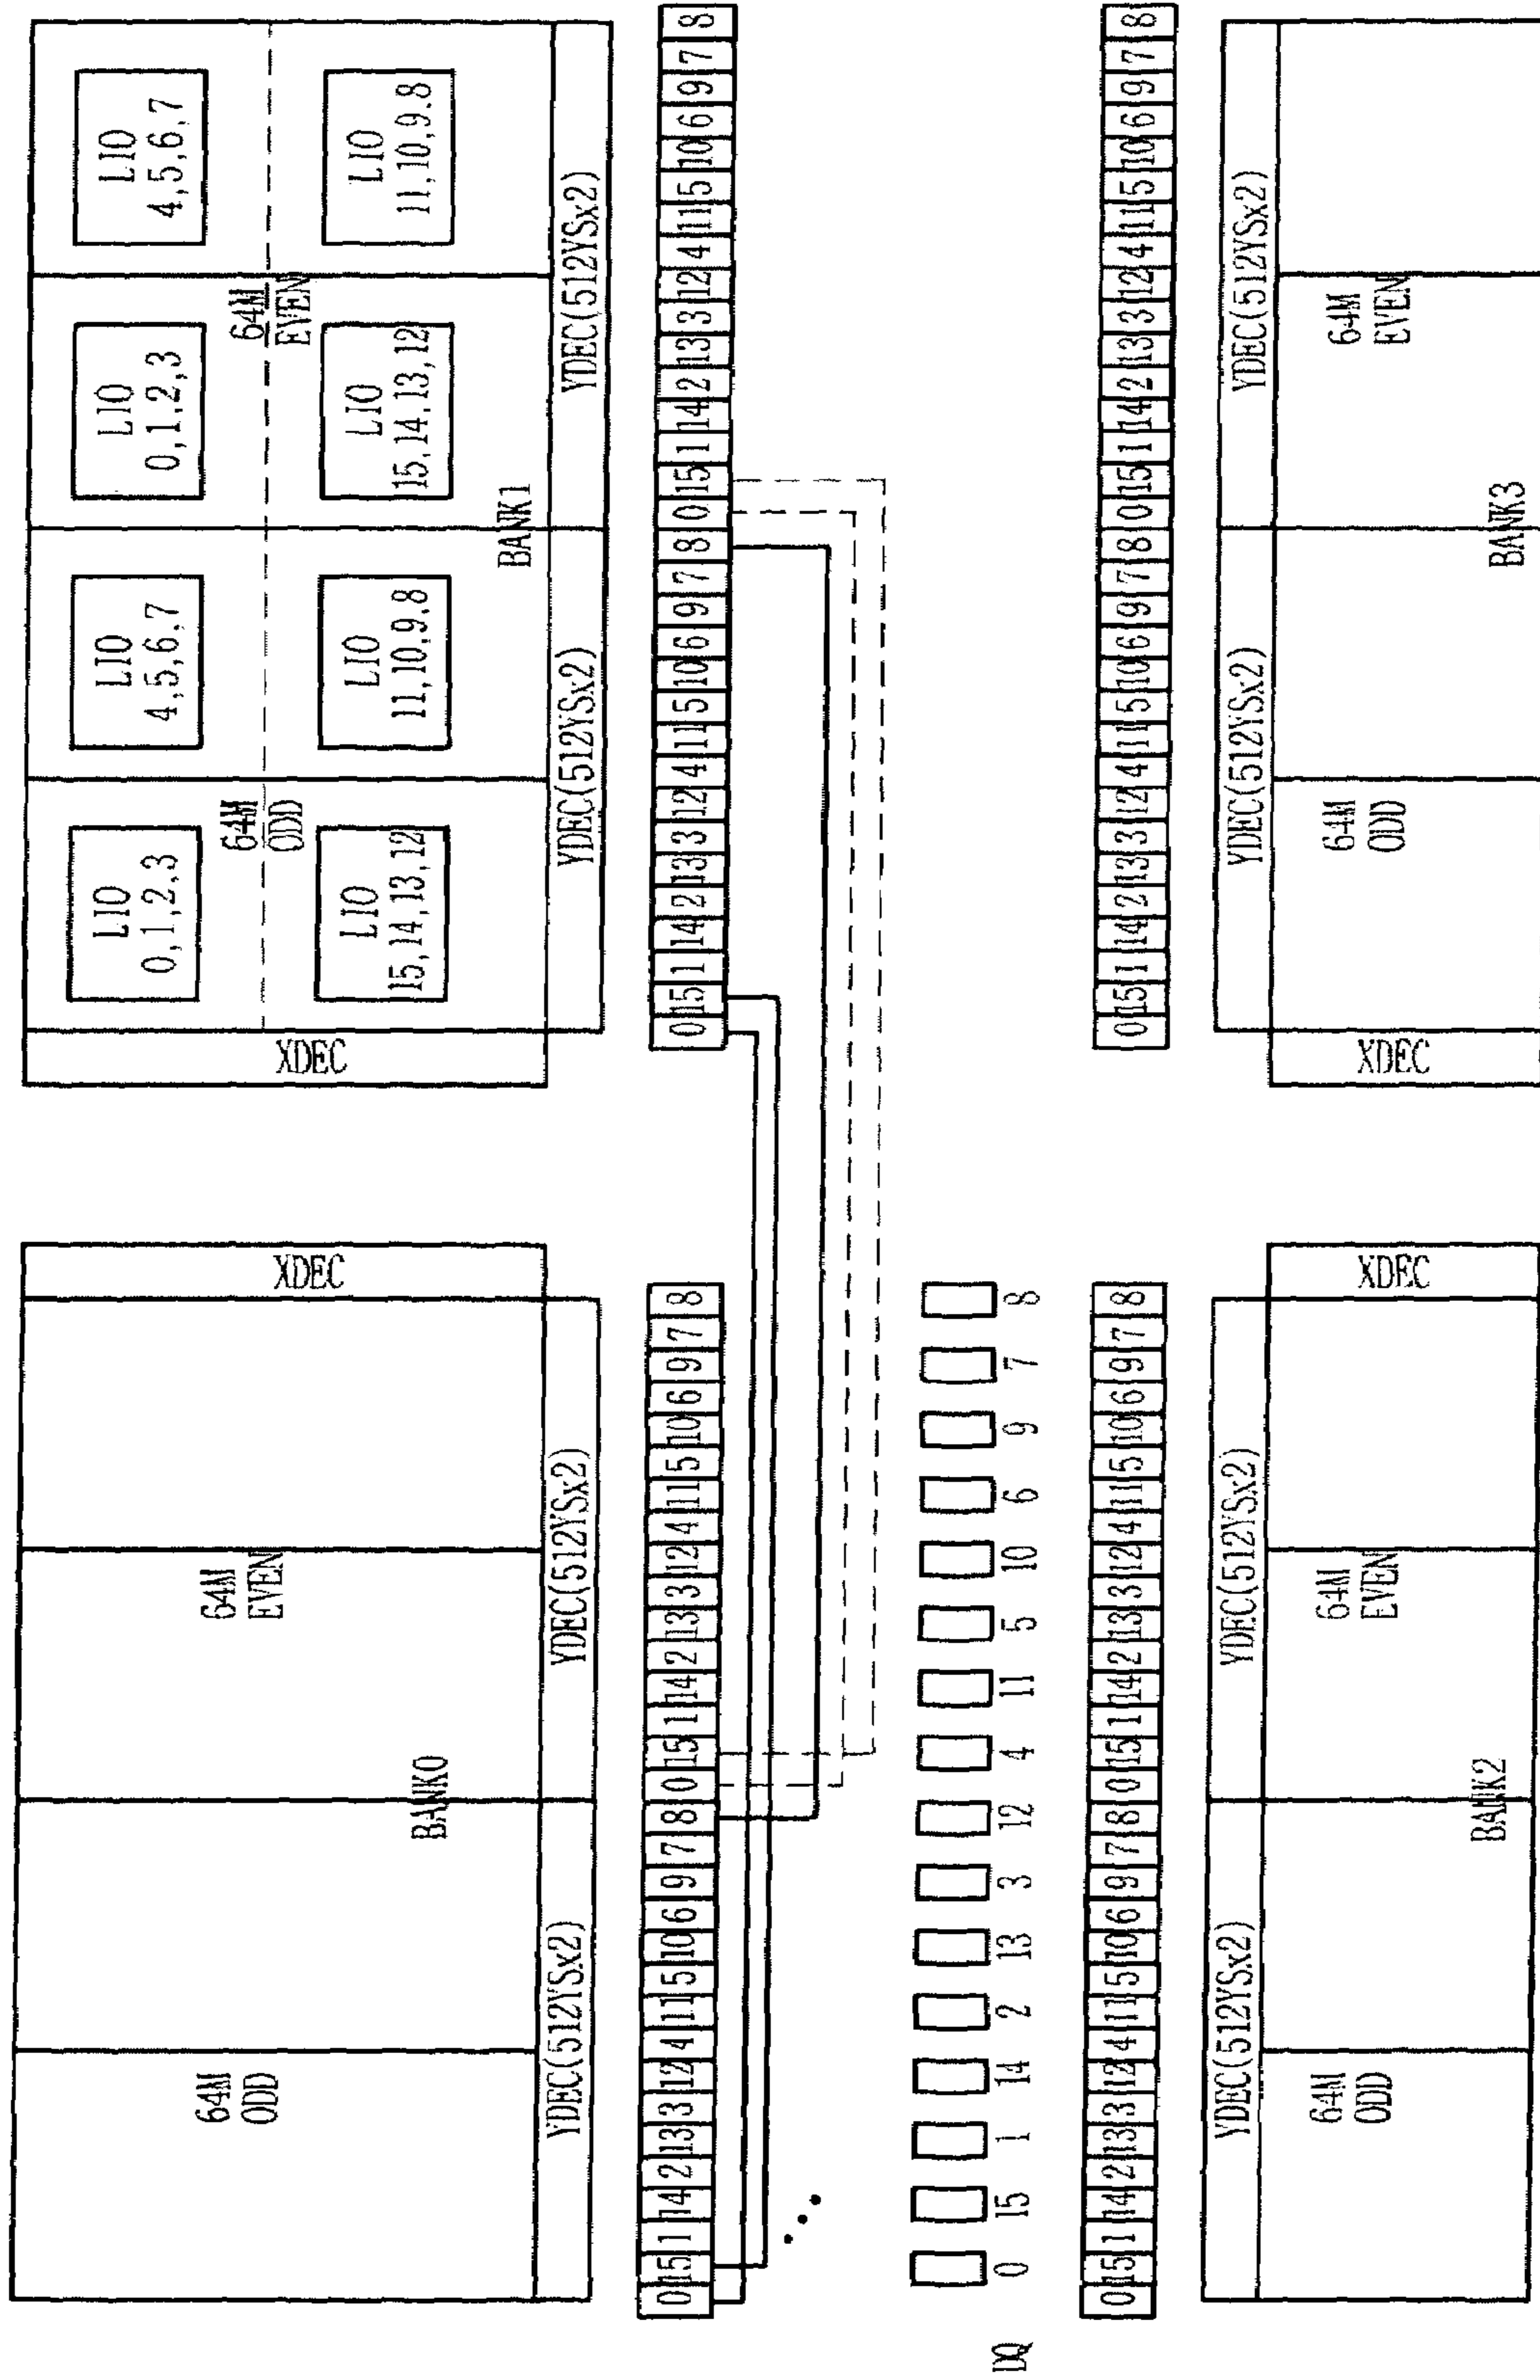 64M
ODD
64M
EVEN
BANK0
XDEC
YDEC(512YSx2)
YDEC(512YSx2)
XDEC
LIO
0,1,2,3
LIO
4,5,6,7
LIO
0,1.2,3
LIO
4,5,6,7
64M
ODD
64M
EVEN
LIO
15,14,13,12
LIO
11,10,9,8
LIO
15,14,13,12
LIO
11,10,9.8
BANK1
YDEC(512YSx2)
YDEC(512YSx2)
0 15 1 14 2 13 3 12 4 11 5 10 6 9 7 8 0 15 1 14 2 13 3 12 4 11 5 10 6 9 7 8
0 15 1 14 2 13 3 12 4 11 5 10 6 9 7 8 0 15 1 14 2 13 3 12 4 11 5 10 6 9 7 8
DQ 0 15 1 14 2 13 3 12 4 11 5 10 6 9 7 8
0 15 1 14 2 13 3 12 4 11 5 10 6 9 7 8 0 15 1 14 2 13 3 12 4 11 5 10 6 9 7 8
0 15 1 14 2 13 3 12 4 11 5 10 6 9 7 8 0 15 1 14 2 13 3 12 4 11 5 10 6 9 7 8
YDEC(512YSx2)
YDEC(512YSx2)
64M
ODD
64M
EVEN
XDEC
BANK2
YDEC(512YSx2)
YDEC(512YSx2)
XDEC
64M
ODD
64M
EVEN
BANK3